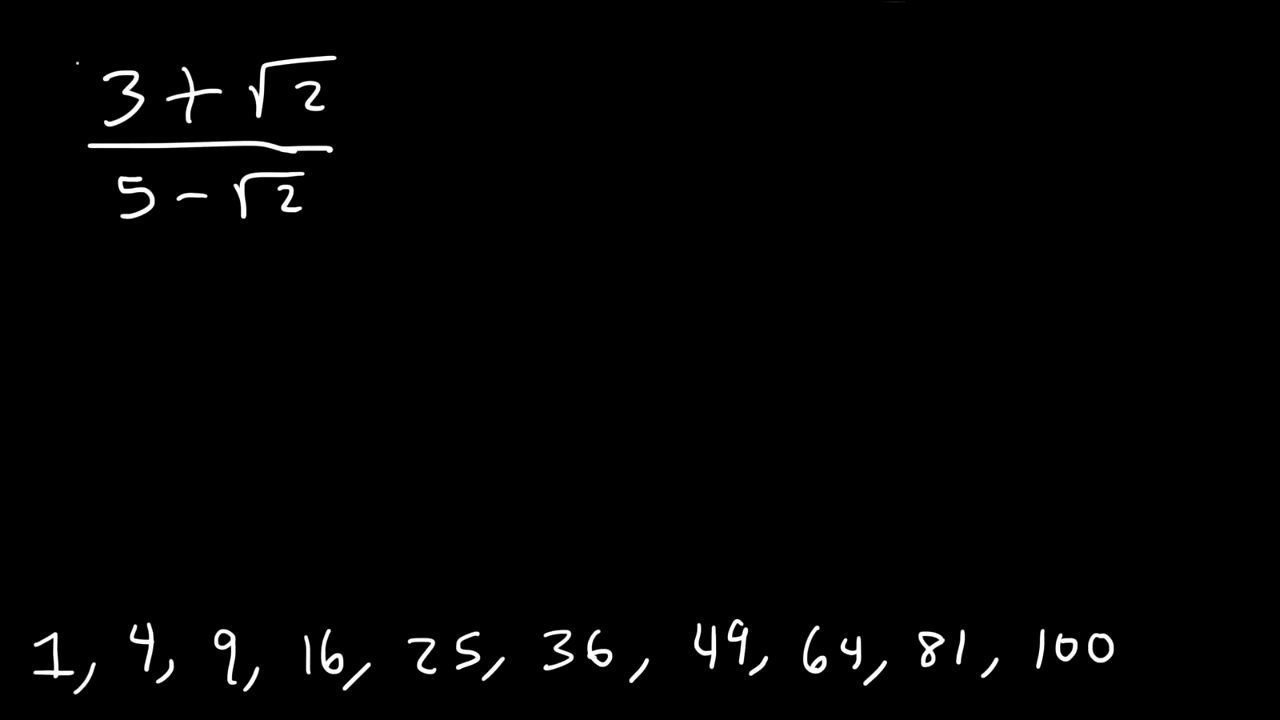 3 + √2
5 - √2
1, 4, 9, 16, 25, 36, 49, 64, 81, 100